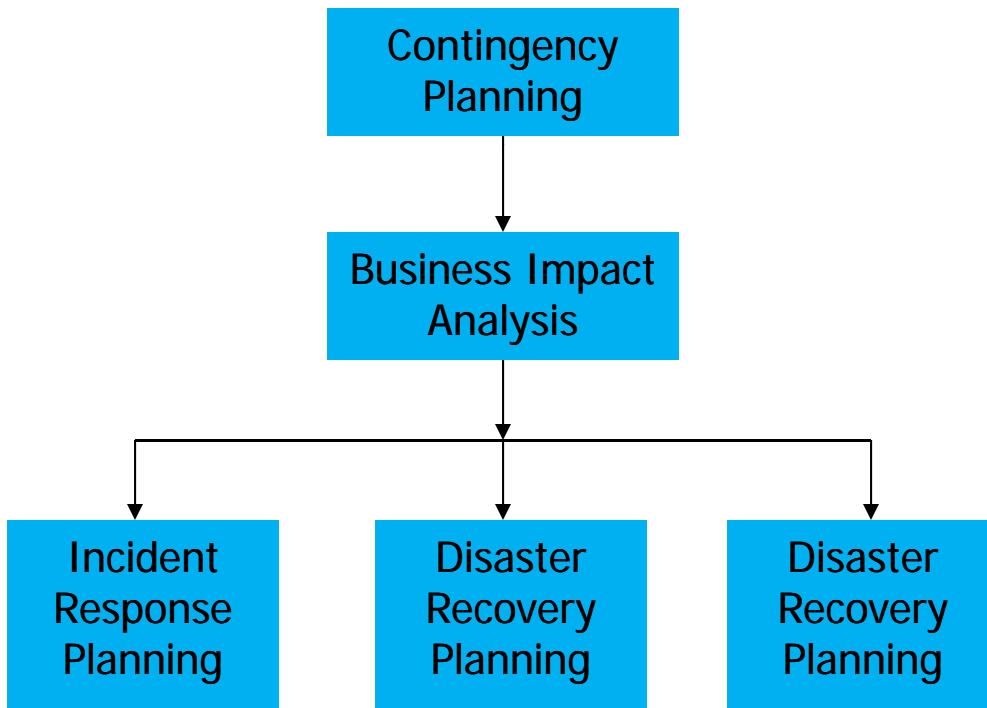 Contingency
Planning
Business Impact
Analysis
Incident
Response
Planning
Disaster
Recovery
Planning
Disaster
Recovery
Planning